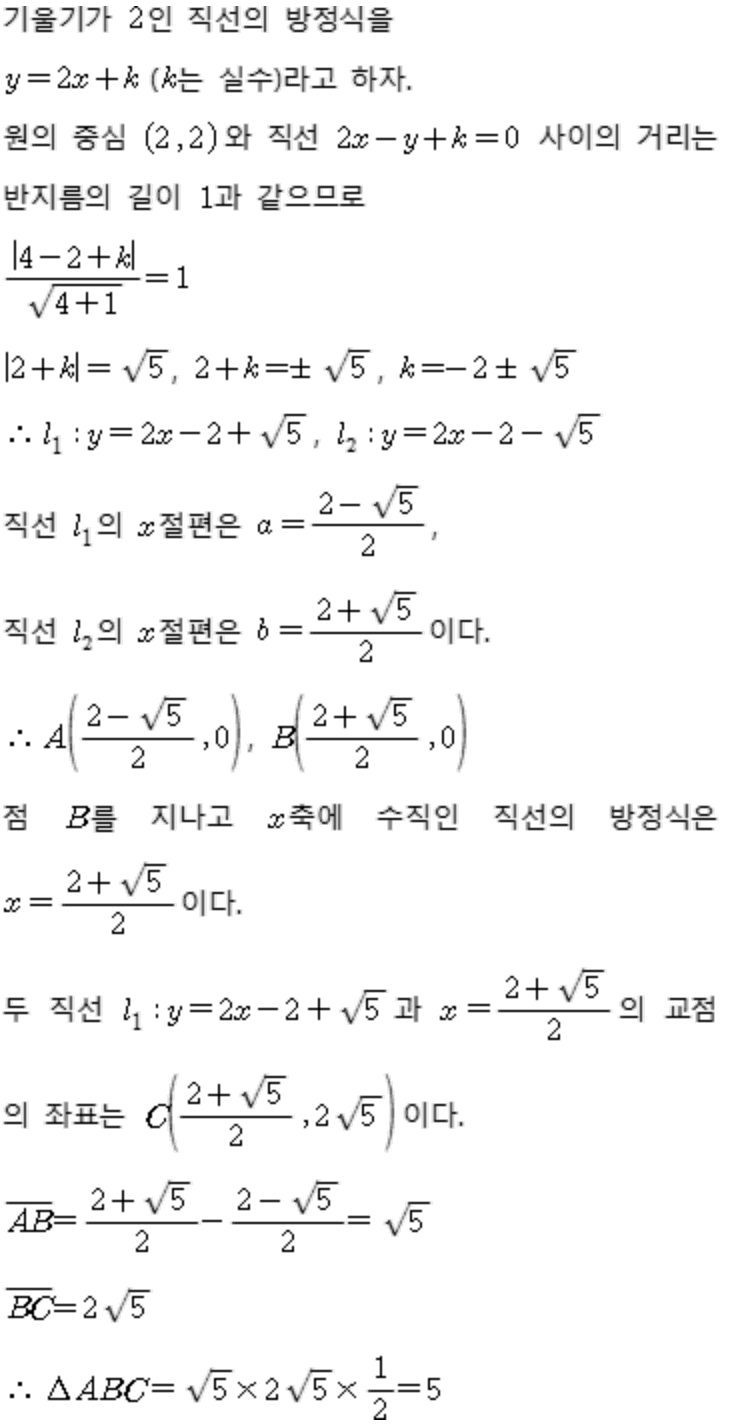 기울기가 2인 직선의 방정식을
y=2x+k (k는 실수)라고 하자.
원의 중심 (2,2)와 직선 2x-y+k=0 사이의 거리는
반지름의 길이 1과 같으므로
|4-2+k|/√(4+1)=1
|2+k|=√5, 2+k=±√5, k=-2±√5
∴ l₁:y=2x-2+√5, l₂:y=2x-2-√5
직선 l₁의 x절편은 a=(2-√5)/2,
직선 l₂의 x절편은 b=(2+√5)/2이다.
∴ A((2-√5)/2,0), B((2+√5)/2,0)
점 B를 지나고 x축에 수직인 직선의 방정식은
x=(2+√5)/2이다.
두 직선 l₁:y=2x-2+√5과 x=(2+√5)/2의 교점
의 좌표는 C((2+√5)/2,2√5)이다.
A̅B̅=(2+√5)/2-(2-√5)/2=√5
B̅C̅=2√5
∴ ΔABC=√5×2√5×1/2=5